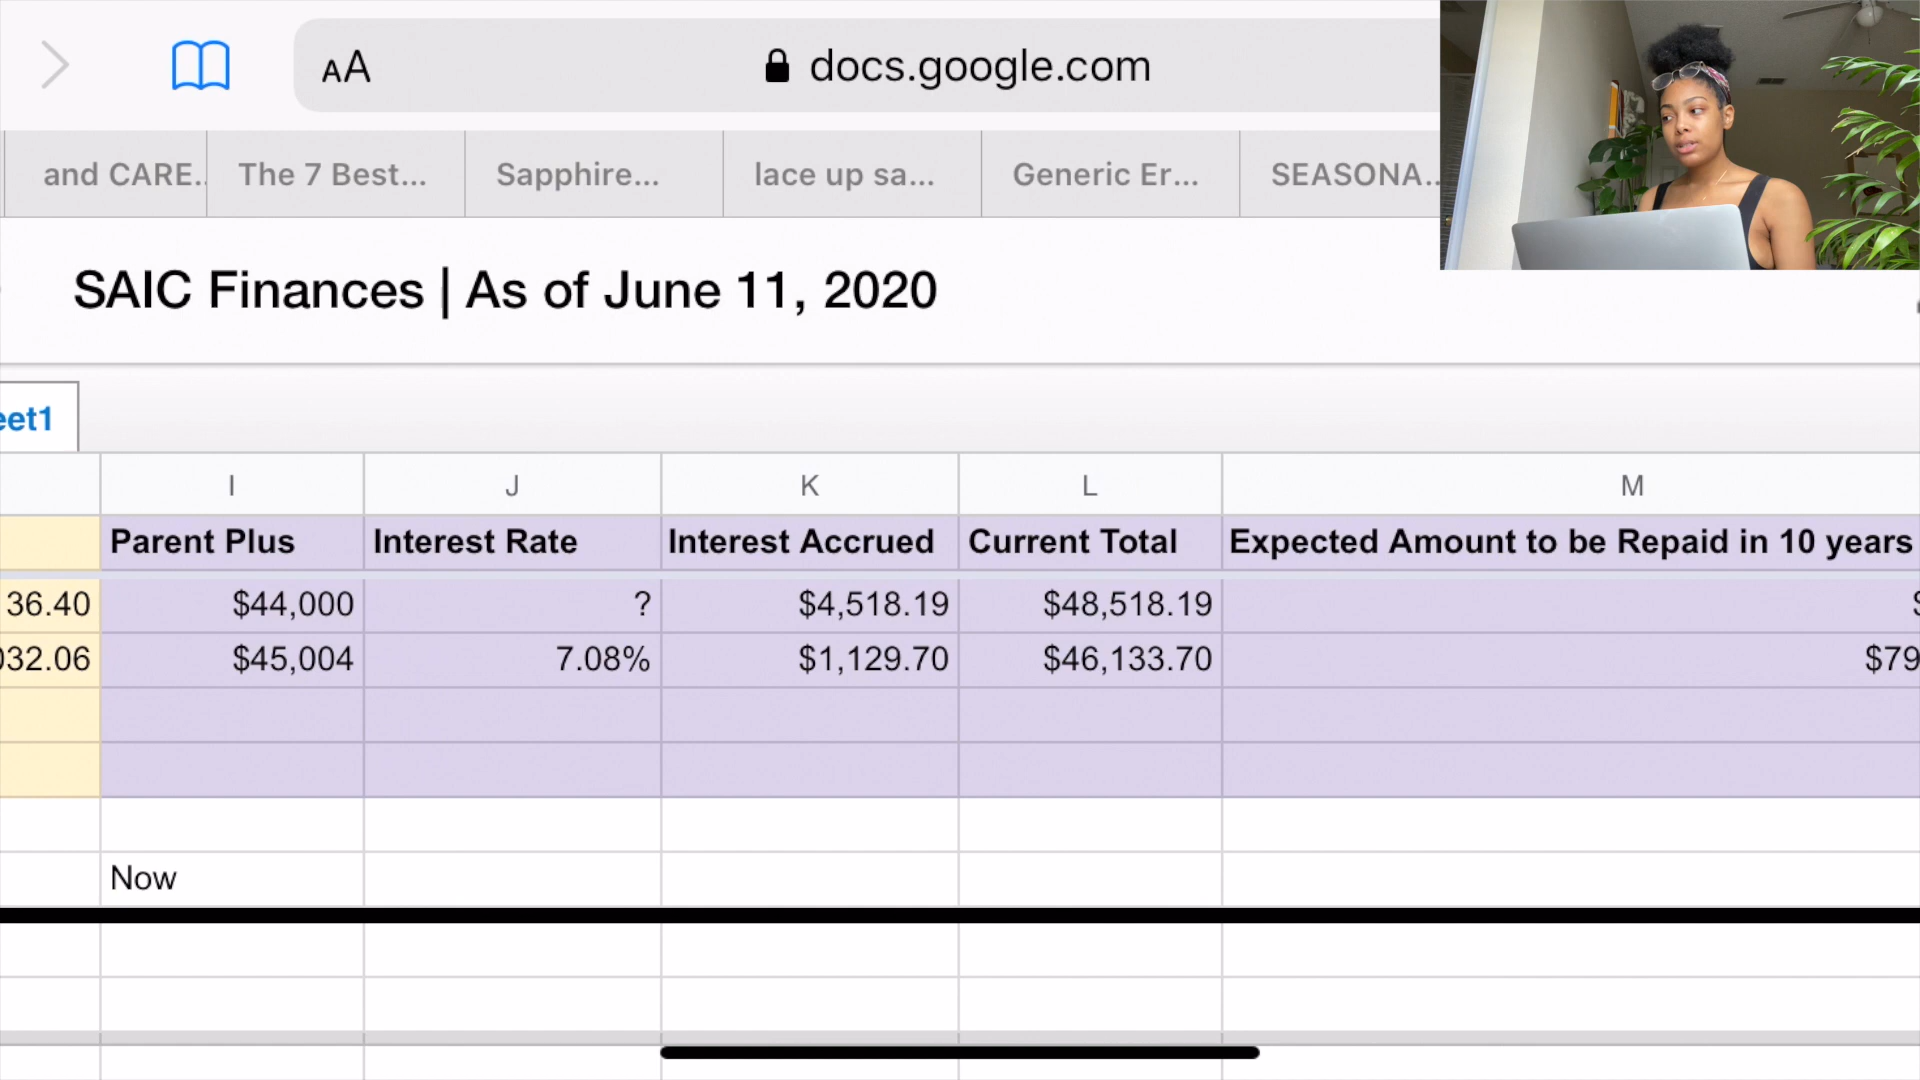 AA docs.google.com
and CARE.. The 7 Best... Sapphire... lace up sa... Generic Er... SEASONA...
SAIC Finances | As of June 11, 2020
eet1
I J K L M
Parent Plus Interest Rate Interest Accrued Current Total Expected Amount to be Repaid in 10 years
36.40 $44,000 ? $4,518.19 $48,518.19 $
032.06 $45,004 7.08% $1,129.70 $46,133.70 $79
Now